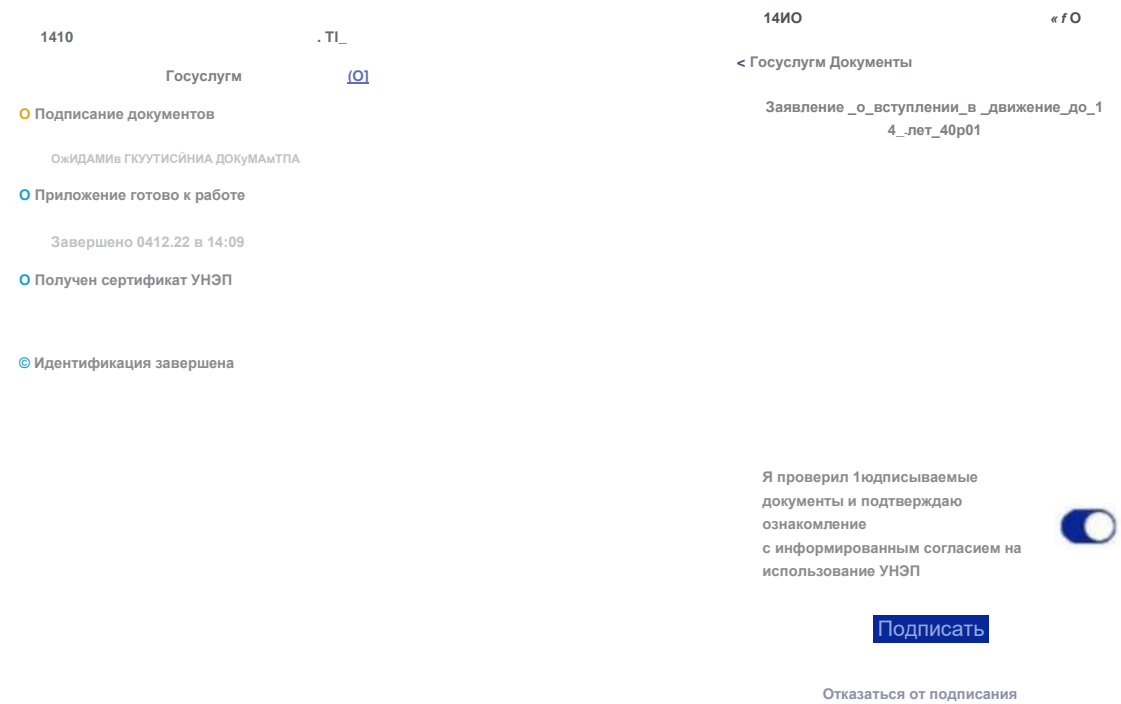 1410 . TI_
Госуслугм (О]
О Подписание документов
ОжИДАМИв ГКУУТИСЙНИА ДОКуМАмТПА
О Приложение готово к работе
Завершено 0412.22 в 14:09
О Получен сертификат УНЭП
© Идентификация завершена
14ИО « f О
< Госуслугм Документы
Заявление _о_вступлении_в _движение_до_1
4_.лет_40р01
Я проверил 1юдписываемые
документы и подтверждаю
ознакомление
с информированным согласием на
использование УНЭП
Подписать
Отказаться от подписания